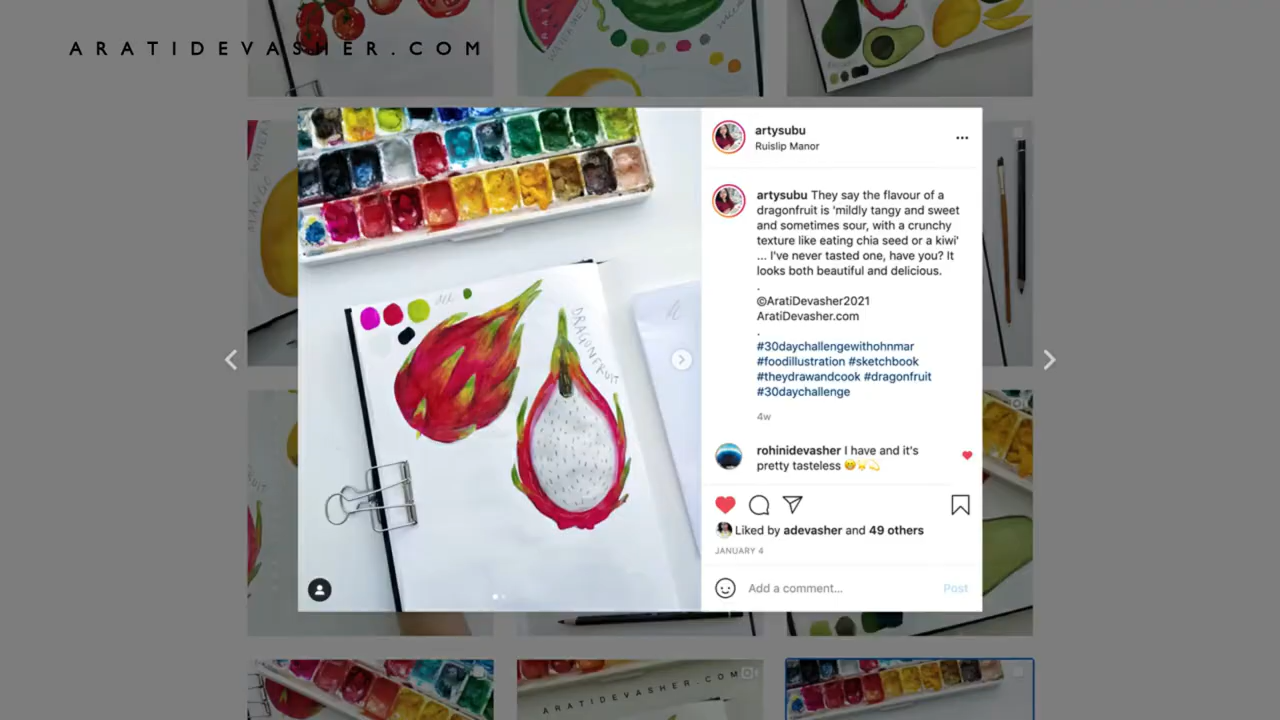 ARATIDEVASHER.COM
artysubu
Ruislip Manor
artysubu They say the flavour of a
dragonfruit is 'mildly tangy and sweet
and sometimes sour, with a crunchy
texture like eating chia seed or a kiwi'
... I've never tasted one, have you? It
looks both beautiful and delicious.
.
©AratiDevasher2021
AratiDevasher.com
.
#30daychallengewithohnmar
#foodillustration #sketchbook
#theydrawandcook #dragonfruit
#30daychallenge
4w
rohinidevasher I have and it's
pretty tasteless 😁🌟💫
Liked by adevasher and 49 others
JANUARY 4
Add a comment...
Post
DRAGONFRUIT
MANGO
ARATIDEVASHER.COM